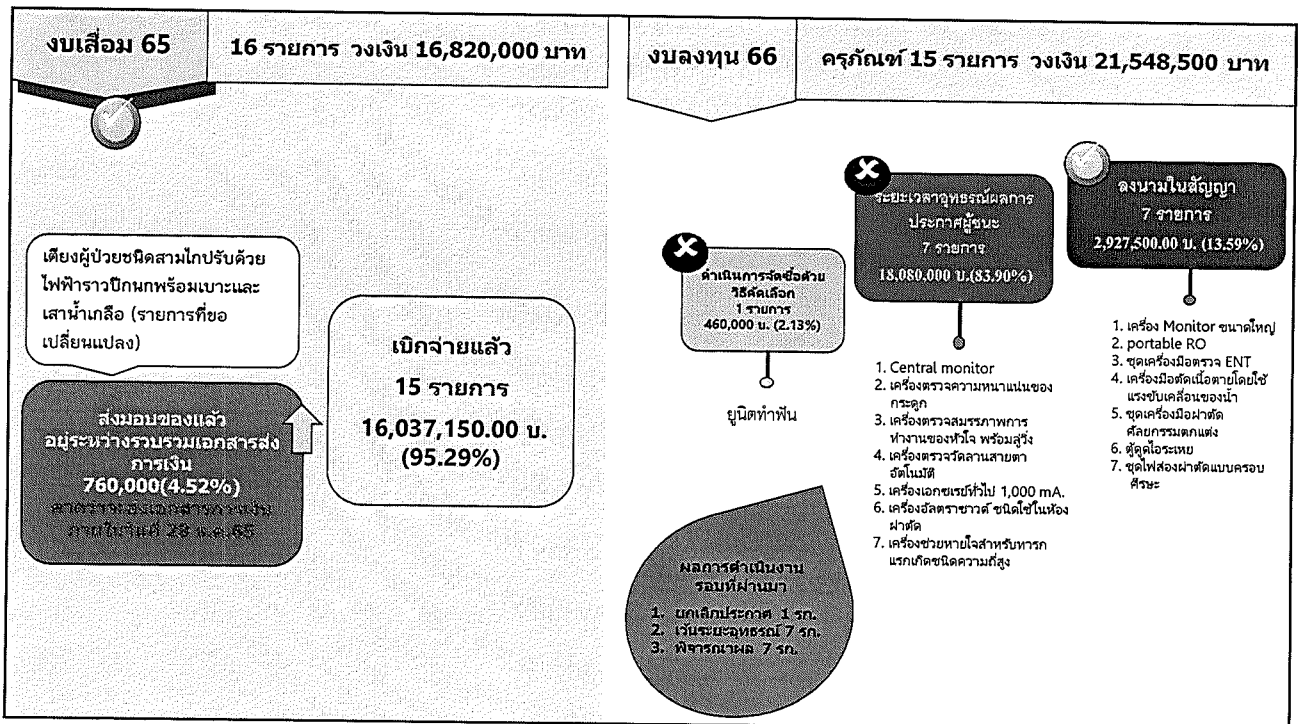 งบเสื่อม 65
16 รายการ วงเงิน 16,820,000 บาท
เตียงผู้ป่วยชนิดสามไกปรับด้วย
ไฟฟ้าราวปีกนกพร้อมเบาะและ
เสาน้ำเกลือ (รายการที่ขอ
เปลี่ยนแปลง)
ส่งมอบของแล้ว
อยู่ระหว่างรวบรวมเอกสารส่ง
การเงิน
760,000(4.52%)
ภายในวันที่ 28 พ.ค.65
เบิกจ่ายแล้ว
15 รายการ
16,037,150.00 บ.
(95.29%)
งบลงทุน 66
ครุภัณฑ์ 15 รายการ วงเงิน 21,548,500 บาท
ดำเนินการจัดซื้อด้วย
วิธีคัดเลือก
1 รายการ
460,000 บ. (2.13%)
ยูนิตทำฟัน
ระยะเวลาอุทธรณ์ผลการ
ประกาศผู้ชนะ
7 รายการ
18,080,000 บ.(83.90%)
1. Central monitor
2. เครื่องตรวจความหนาแน่นของ
กระดูก
3. เครื่องตรวจสมรรถภาพการ
ทำงานของหัวใจ พร้อมลู่วิ่ง
4. เครื่องตรวจวัดลานสายตา
อัตโนมัติ
5. เครื่องเอกซเรย์ทั่วไป 1,000 mA.
6. เครื่องอัลตราซาวด์ ชนิดใช้ในห้อง
ผ่าตัด
7. เครื่องช่วยหายใจสำหรับทารก
แรกเกิดชนิดความถี่สูง
ลงนามในสัญญา
7 รายการ
2,927,500.00 บ. (13.59%)
1. เครื่อง Monitor ขนาดใหญ่
2. portable RO
3. ชุดเครื่องมือตรวจ ENT
4. เครื่องมือตัดเนื้อตายโดยใช้
แรงขับเคลื่อนของน้ำ
5. ชุดเครื่องมือผ่าตัด
ศัลยกรรมตกแต่ง
6. ตู้ดูดไอระเหย
7. ชุดไฟส่องผ่าตัดแบบครอบ
ศีรษะ
ผลการดำเนินงาน
รอบที่ผ่านมา
1. ยกเลิกประกาศ 1 รก.
2. เว้นระยะอุทธรณ์ 7 รก.
3. พิจารณาผล 7 รก.